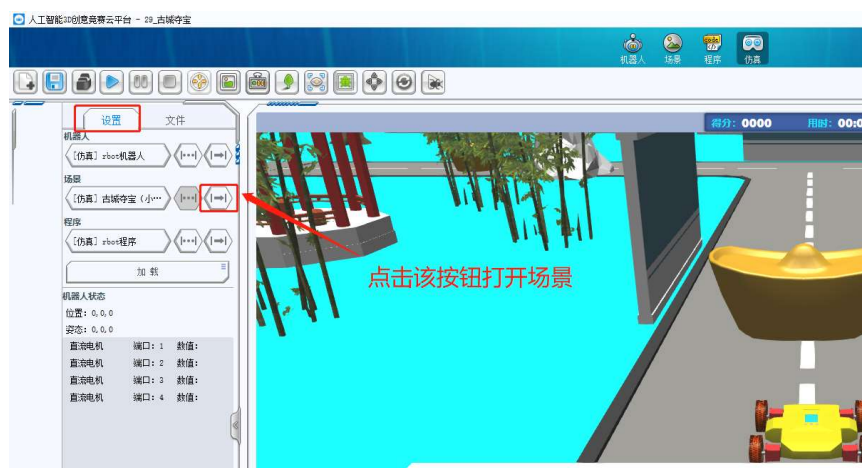 人工智能3D创意竞赛云平台 - 29_古城夺宝
机器人 场景 程序 仿真
设置 文件
得分: 0000 用时: 00:0
机器人
[仿真] rbos机器人
场景
[仿真] 古城夺宝 (小…
程序
[仿真] rbos程序
加 载
点击该按钮打开场景
机器人状态
位置: 0,0,0
姿态: 0,0,0
直流电机 端口: 1 数值:
直流电机 端口: 2 数值:
直流电机 端口: 3 数值:
直流电机 端口: 4 数值: